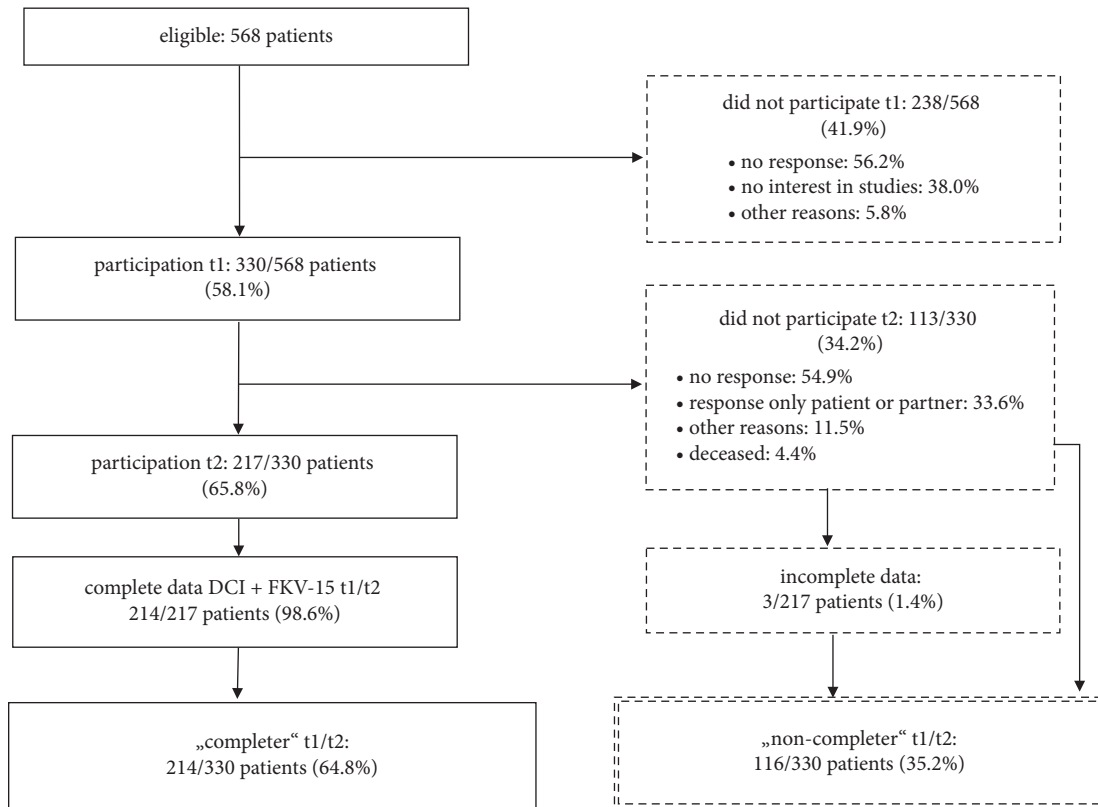 eligible: 568 patients
did not participate t1: 238/568
(41.9%)
• no response: 56.2%
• no interest in studies: 38.0%
• other reasons: 5.8%
participation t1: 330/568 patients
(58.1%)
did not participate t2: 113/330
(34.2%)
• no response: 54.9%
• response only patient or partner: 33.6%
• other reasons: 11.5%
• deceased: 4.4%
participation t2: 217/330 patients
(65.8%)
complete data DCI + FKV-15 t1/t2
214/217 patients (98.6%)
incomplete data:
3/217 patients (1.4%)
„completer“ t1/t2:
214/330 patients (64.8%)
„non-completer“ t1/t2:
116/330 patients (35.2%)